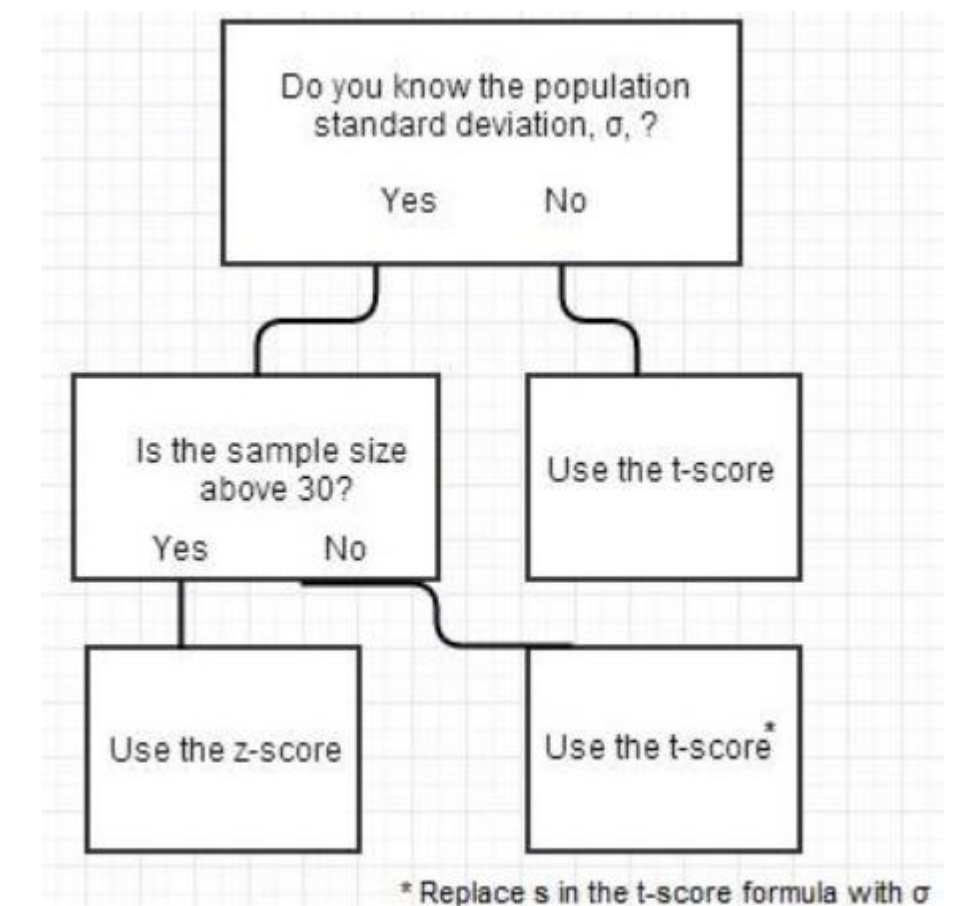 Do you know the population
standard deviation, σ, ?
Yes No
Is the sample size
above 30?
Yes No
Use the t-score
Use the z-score
Use the t-score*
* Replace s in the t-score formula with σ